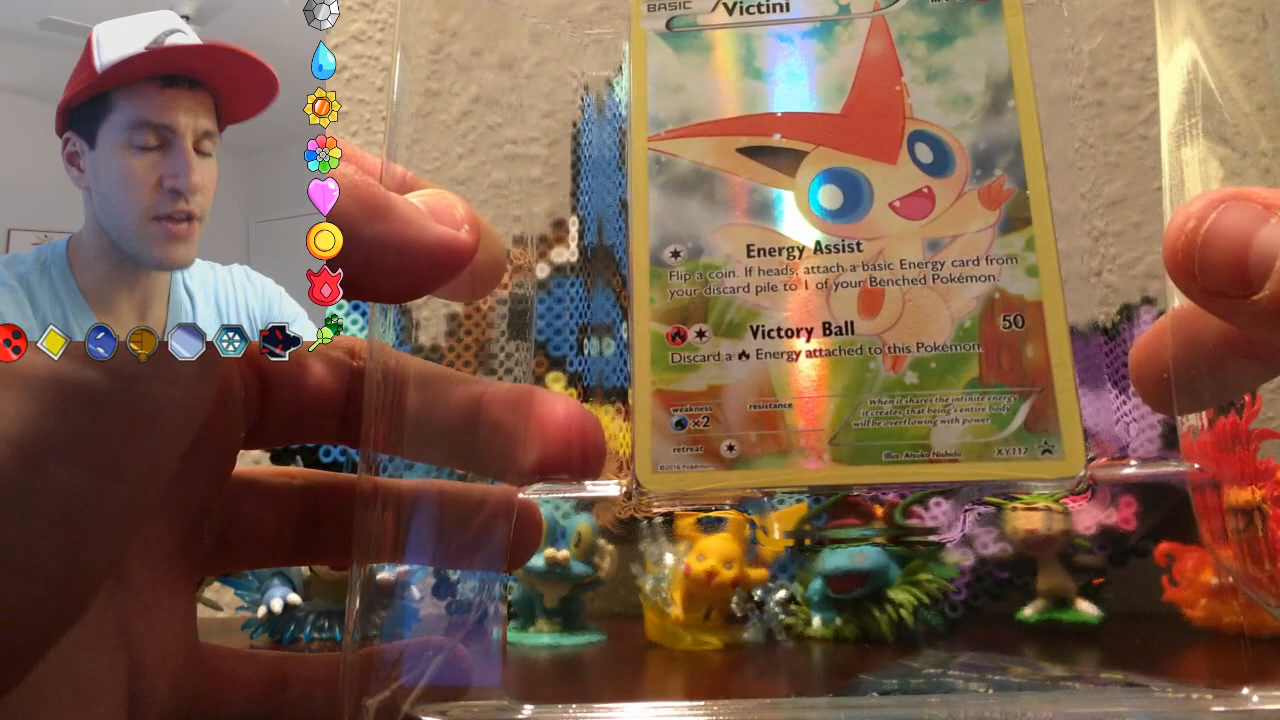 BASIC Victini
Energy Assist
Flip a coin. If heads, attach a basic Energy card from
your discard pile to 1 of your Benched Pokémon.
Victory Ball 50
Discard a Energy attached to this Pokémon.
weakness resistance
×2
When it shares the infinite energy
it creates, that being's entire body
will be overflowing with power.
retreat
Illus. Atsuko Nishida XY117
©2016 Pokémon